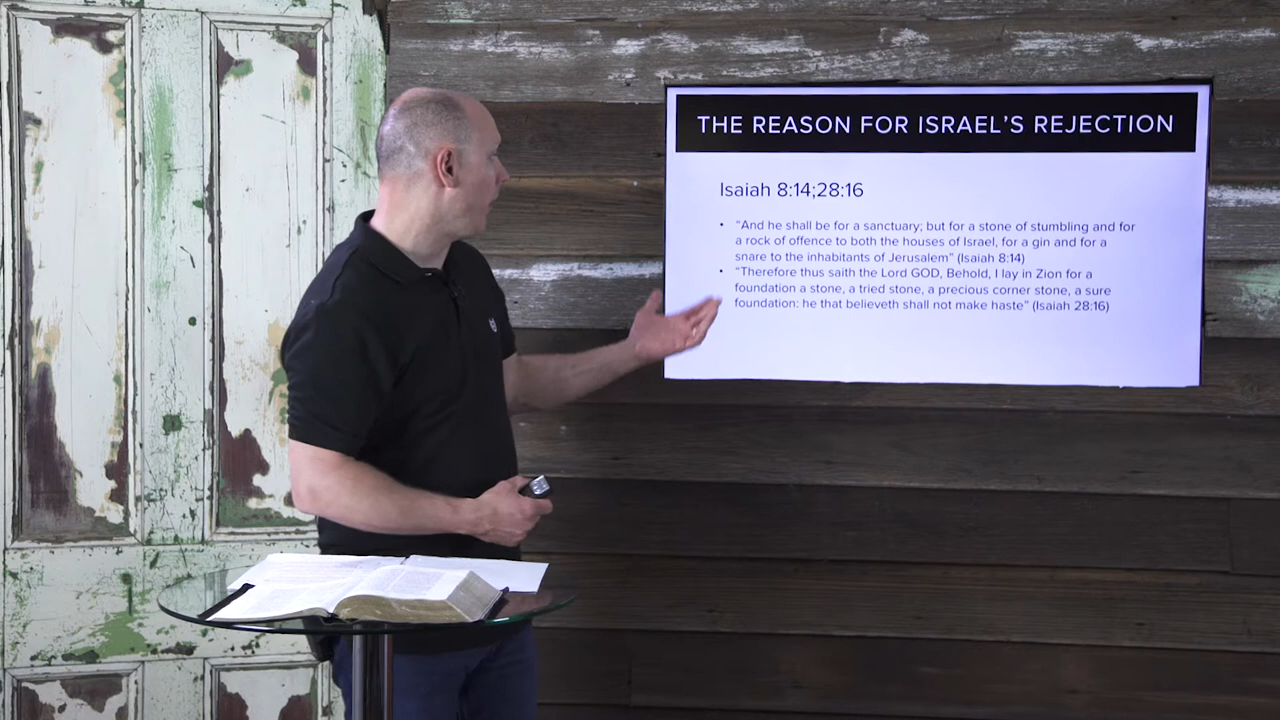 THE REASON FOR ISRAEL'S REJECTION
Isaiah 8:14;28:16
• "And he shall be for a sanctuary; but for a stone of stumbling and for
a rock of offence to both the houses of Israel, for a gin and for a
snare to the inhabitants of Jerusalem" (Isaiah 8:14)
• "Therefore thus saith the Lord GOD, Behold, I lay in Zion for a
foundation a stone, a tried stone, a precious corner stone, a sure
foundation: he that believeth shall not make haste" (Isaiah 28:16)